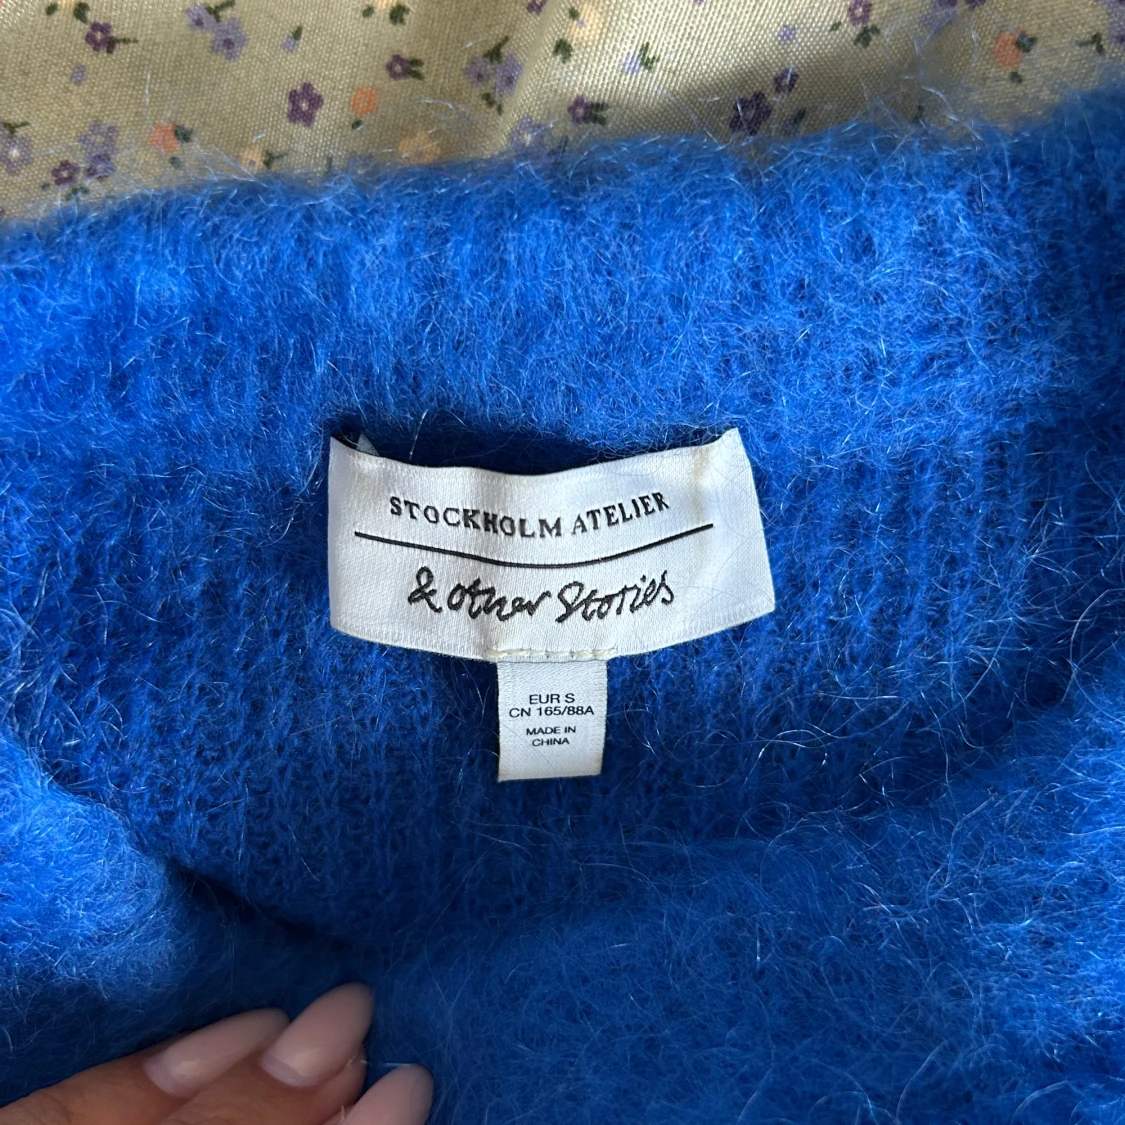 STOCKHOLM ATELIER
& other Stories
EUR S
CN 165/88A
MADE IN
CHINA